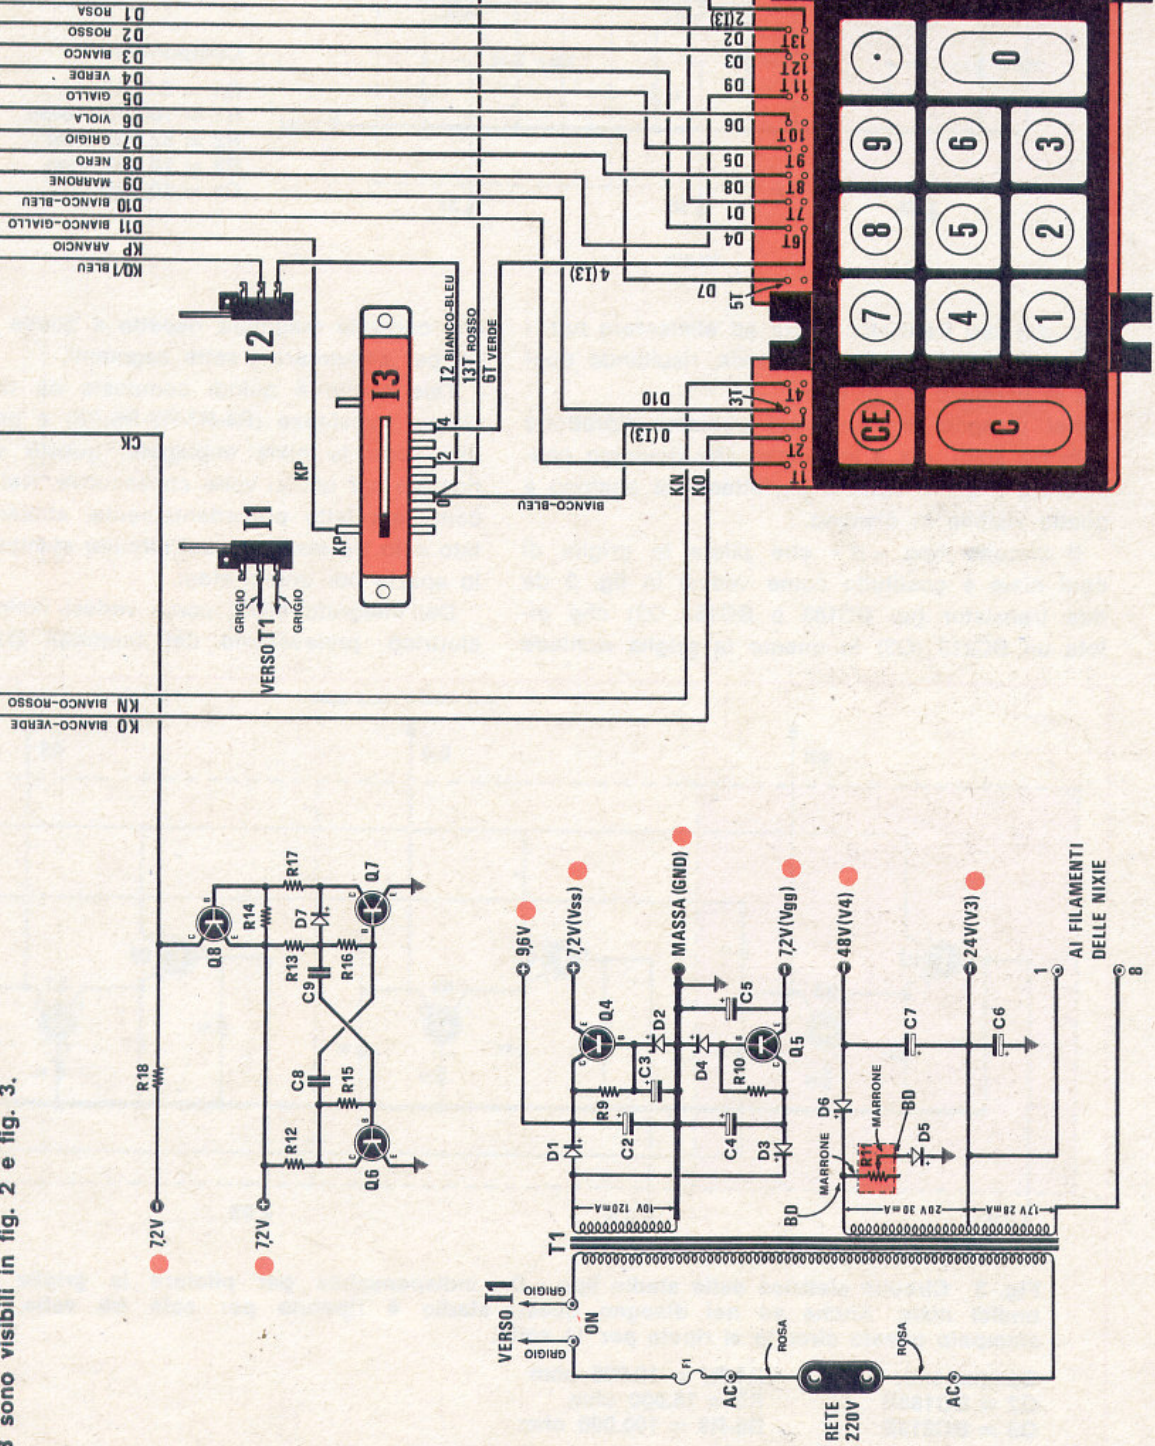 3 sono visibili in fig. 2 e fig. 3.
D1 ROSA
D2 ROSSO
D3 BIANCO
D4 VERDE
D5 GIALLO
D6 VIOLA
D7 GRIGIO
D8 NERO
D9 MARRONE
D10 BIANCO-BLEU
D11 BIANCO-GIALLO
KP ARANCIO
KQ/1 BLEU
CK
KN BIANCO-ROSSO
KO BIANCO-VERDE
I2
I1
GRIGIO
GRIGIO
VERSO T1
KP
KP
I3
0
2
4
I2 BIANCO-BLEU
13T ROSSO
6T VERDE
BIANCO-BLEU
4(I3)
0(I3)
D10
KN
KO
2(I3)
D2
D3
D9
D6
D5
D8
D1
D4
D7
5T
3T
13T
12T
11T
10T
9T
8T
7T
6T
4T
2T
1T
CE
C
7
4
1
8
5
2
9
6
3
.
0
7,2V
7,2V
R18
R12
C8
R15
Q6
C
B
E
Q8
C
B
E
R14
R17
D7
R13
C9
R16
Q7
C
B
E
9,6V
7,2V(Vss)
MASSA (GND)
7,2V(Vgg)
48V(V4)
24V(V3)
AI FILAMENTI
DELLE NIXIE
1
8
Q4
E
B
D2
C5
R9
C3
D4
R10
Q5
E
D1
C2
C4
D3
C7
C6
D6
MARRONE
MARRONE
R11
BD
D5
BD
10V 120mA
20V 30mA
1,7V 28mA
T1
VERSO I1
GRIGIO
GRIGIO
ON
F1
AC
ROSA
RETE
220V
ROSA
AC